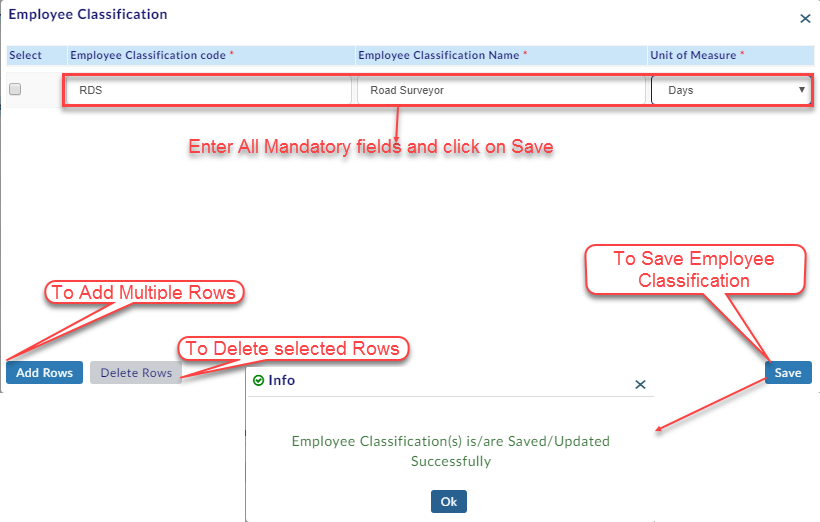 Employee Classification
Select Employee Classification code * Employee Classification Name * Unit of Measure *
RDS Road Surveyor Days
Enter All Mandatory fields and click on Save
To Save Employee
Classification
To Add Multiple Rows
To Delete selected Rows
Add Rows Delete Rows Save
Info
Employee Classification(s) is/are Saved/Updated
Successfully
Ok